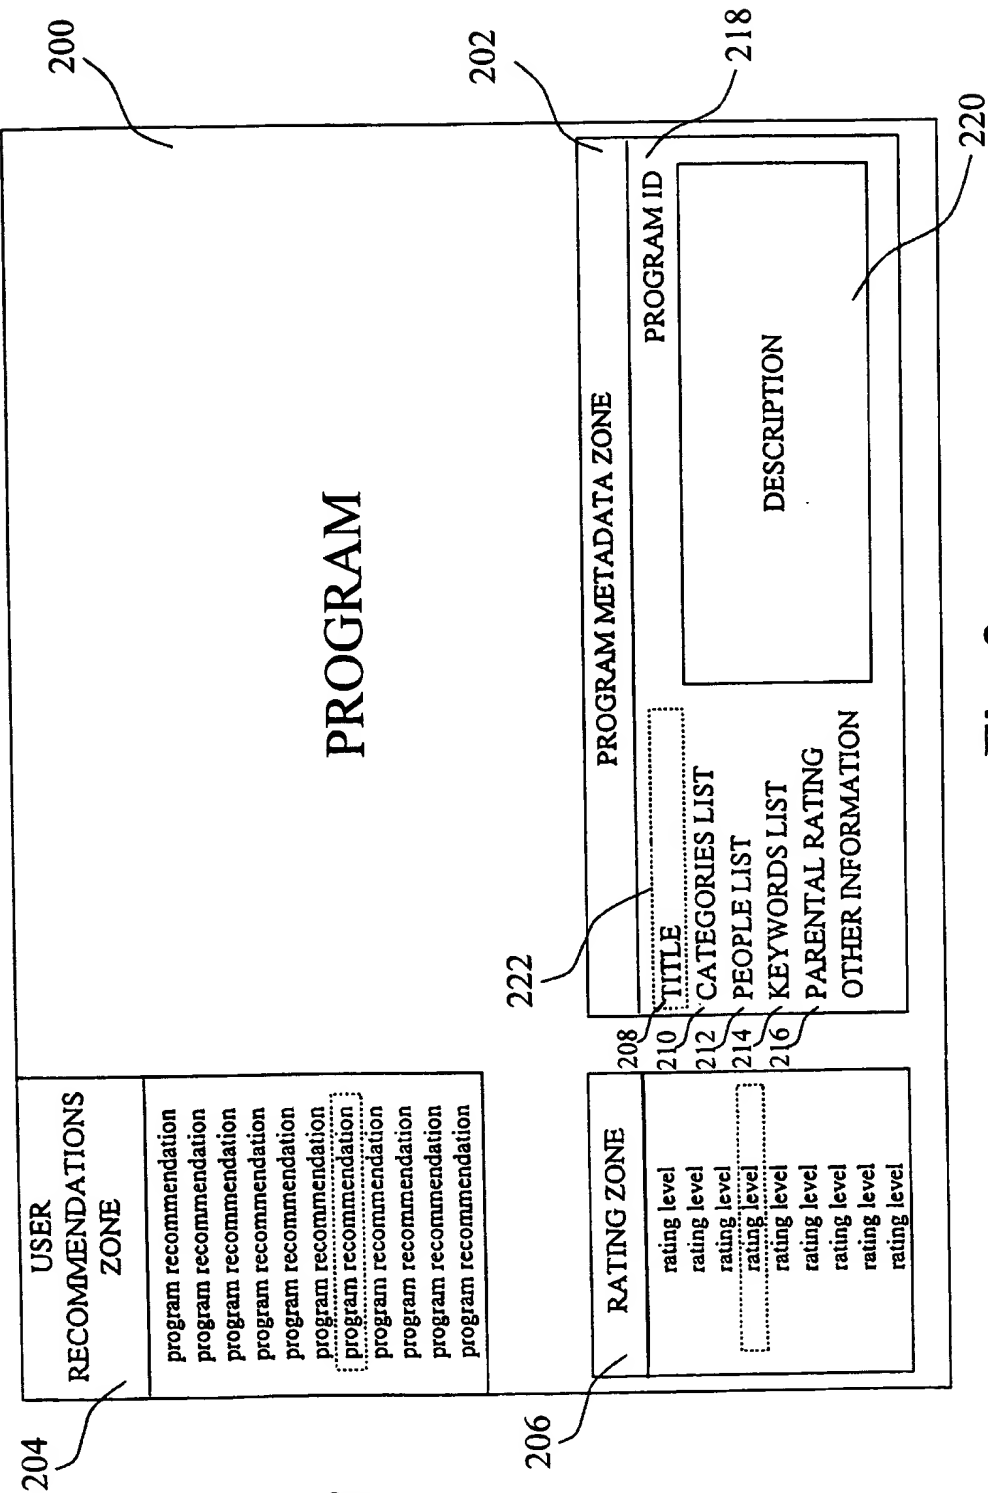 200
204
USER
RECOMMENDATIONS
ZONE
program recommendation
program recommendation
program recommendation
program recommendation
program recommendation
program recommendation
program recommendation
program recommendation
program recommendation
program recommendation
program recommendation
PROGRAM
206
RATING ZONE
rating level
rating level
rating level
rating level
rating level
rating level
rating level
rating level
rating level
222
202
PROGRAM METADATA ZONE
208 TITLE
210 CATEGORIES LIST
212 PEOPLE LIST
214 KEYWORDS LIST
216 PARENTAL RATING
OTHER INFORMATION
PROGRAM ID
218
DESCRIPTION
220